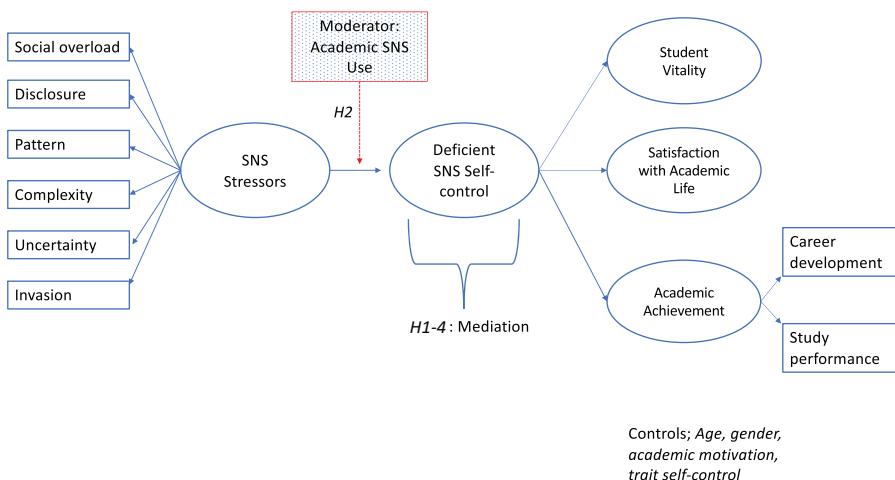 Social overload
Disclosure
Pattern
Complexity
Uncertainty
Invasion
SNS
Stressors
Moderator:
Academic SNS
Use
H2
Deficient
SNS Self-
control
H1-4 : Mediation
Student
Vitality
Satisfaction
with Academic
Life
Academic
Achievement
Career
development
Study
performance
Controls; Age, gender,
academic motivation,
trait self-control